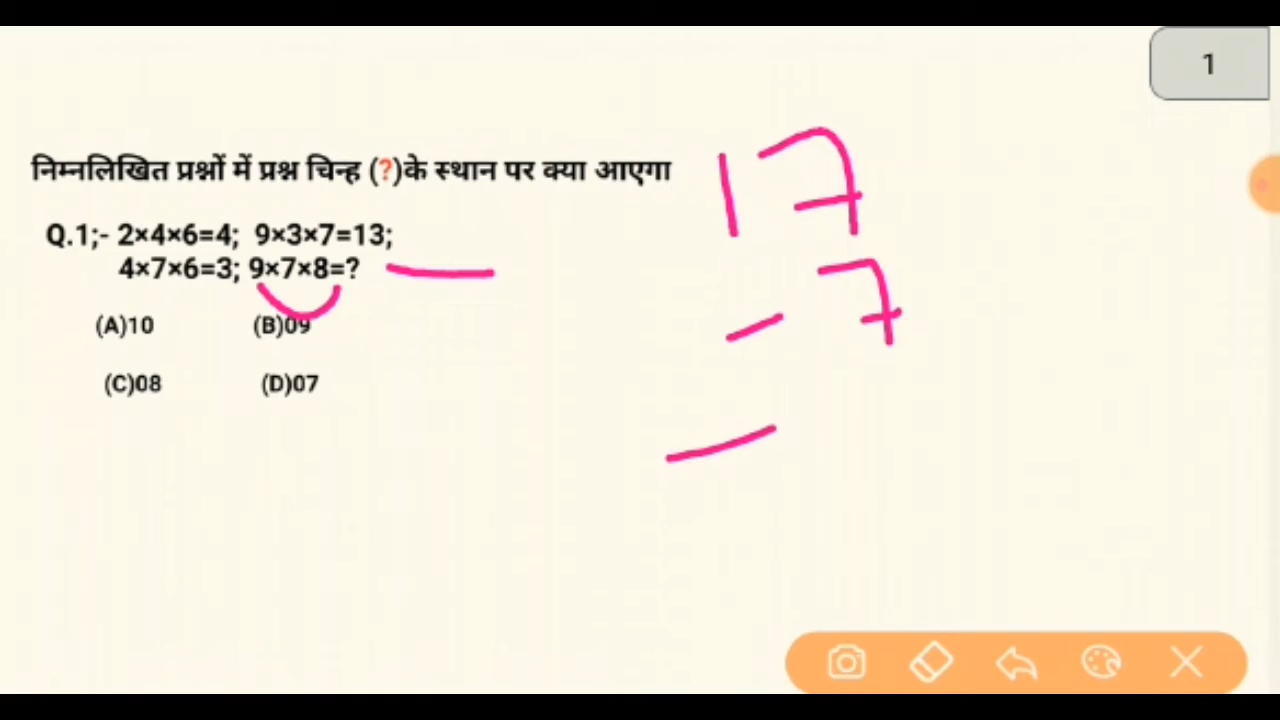 1
निम्नलिखित प्रश्नों में प्रश्न चिन्ह (?)के स्थान पर क्या आएगा
Q.1;- 2×4×6=4; 9×3×7=13;
4×7×6=3; 9×7×8=?
(A)10 (B)09
(C)08 (D)07
17
- 7